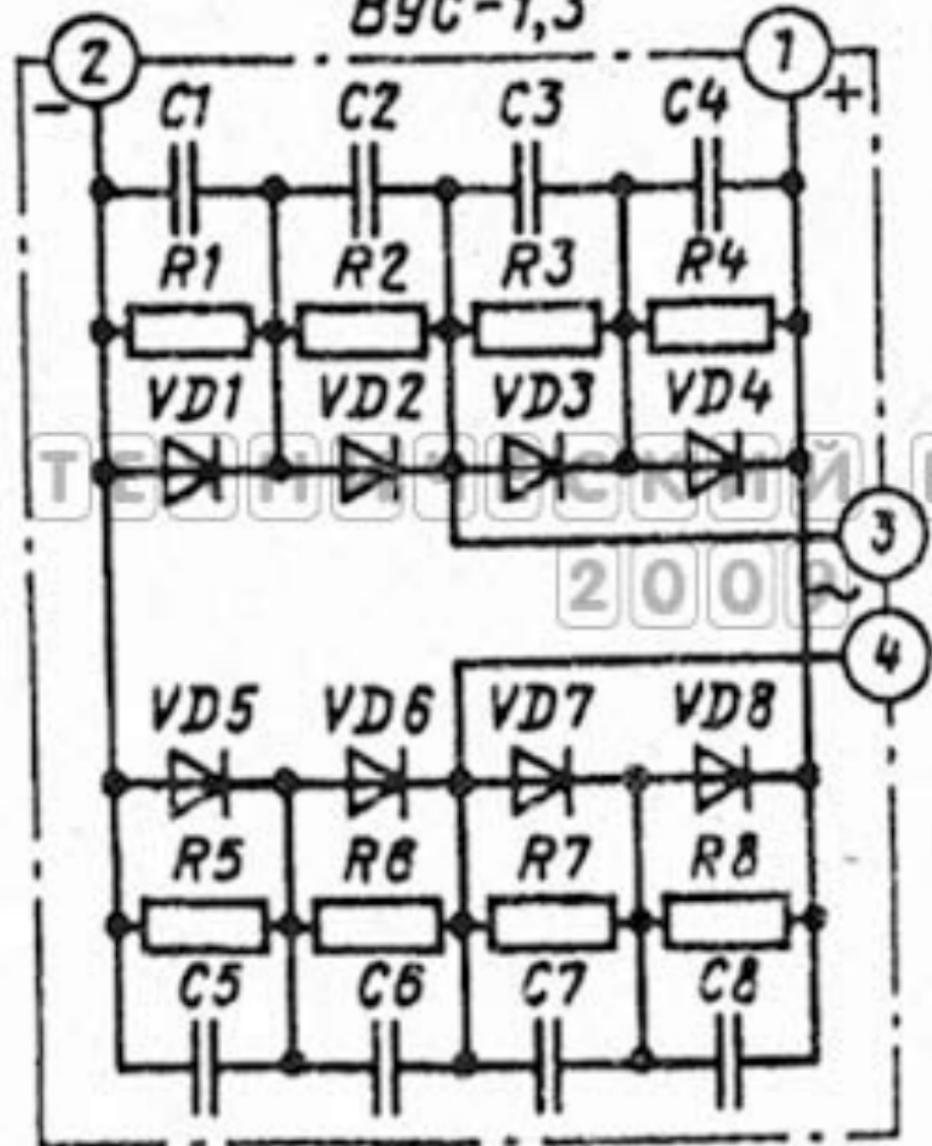 ВУС-1,3
2 1
- +
C1 C2 C3 C4
R1 R2 R3 R4
VD1 VD2 VD3 VD4
3
2009
~
4
VD5 VD6 VD7 VD8
R5 R6 R7 R8
C5 C6 C7 C8